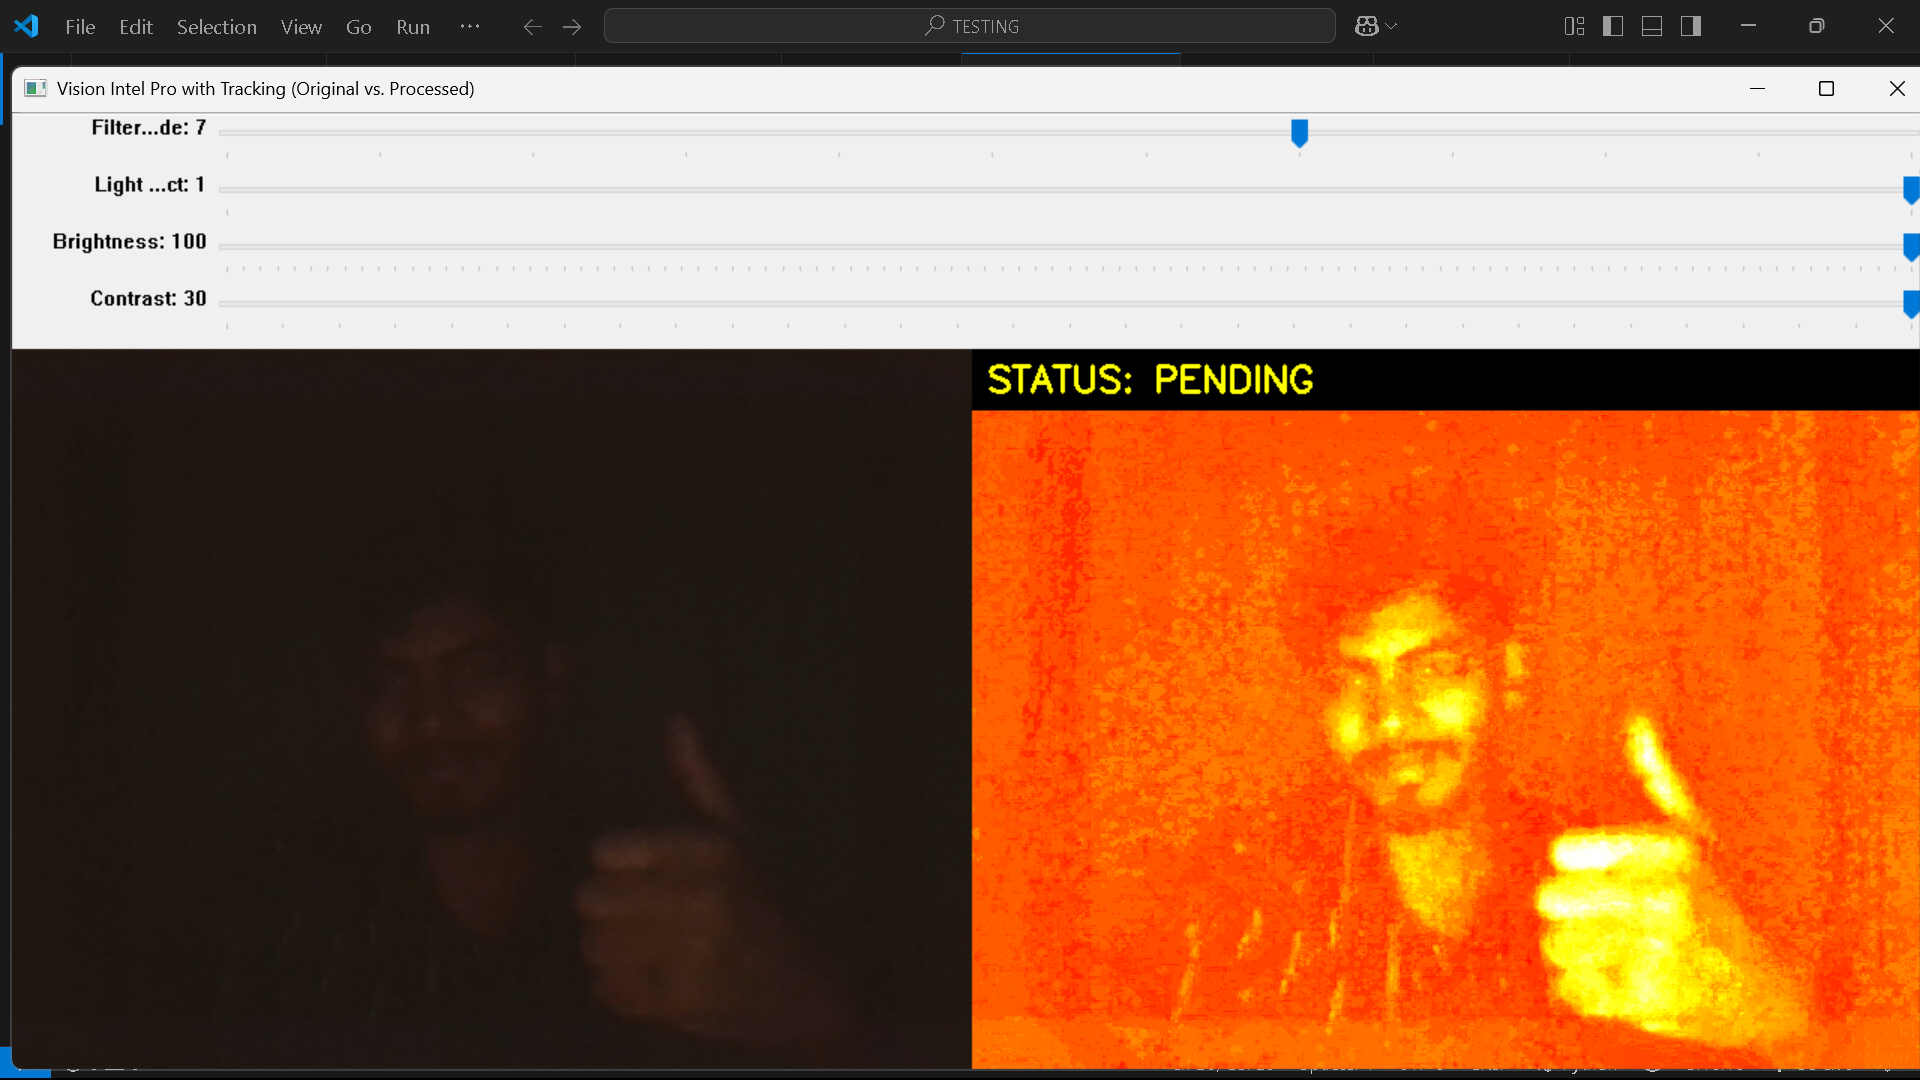 File Edit Selection View Go Run ··· TESTING
Vision Intel Pro with Tracking (Original vs. Processed)
Filter...de: 7
Light ...ct: 1
Brightness: 100
Contrast: 30
STATUS: PENDING